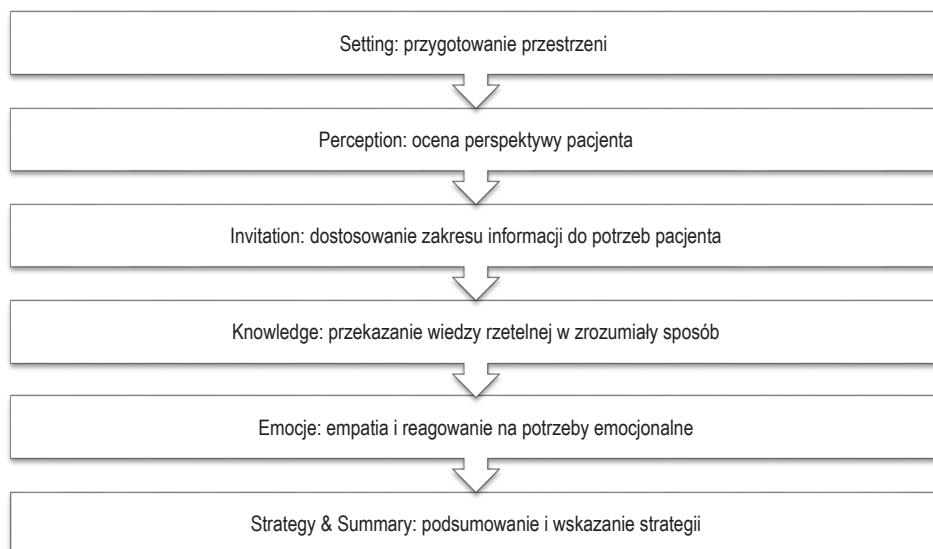 Setting: przygotowanie przestrzeni
Perception: ocena perspektywy pacjenta
Invitation: dostosowanie zakresu informacji do potrzeb pacjenta
Knowledge: przekazanie wiedzy rzetelnej w zrozumiały sposób
Emocje: empatia i reagowanie na potrzeby emocjonalne
Strategy & Summary: podsumowanie i wskazanie strategii